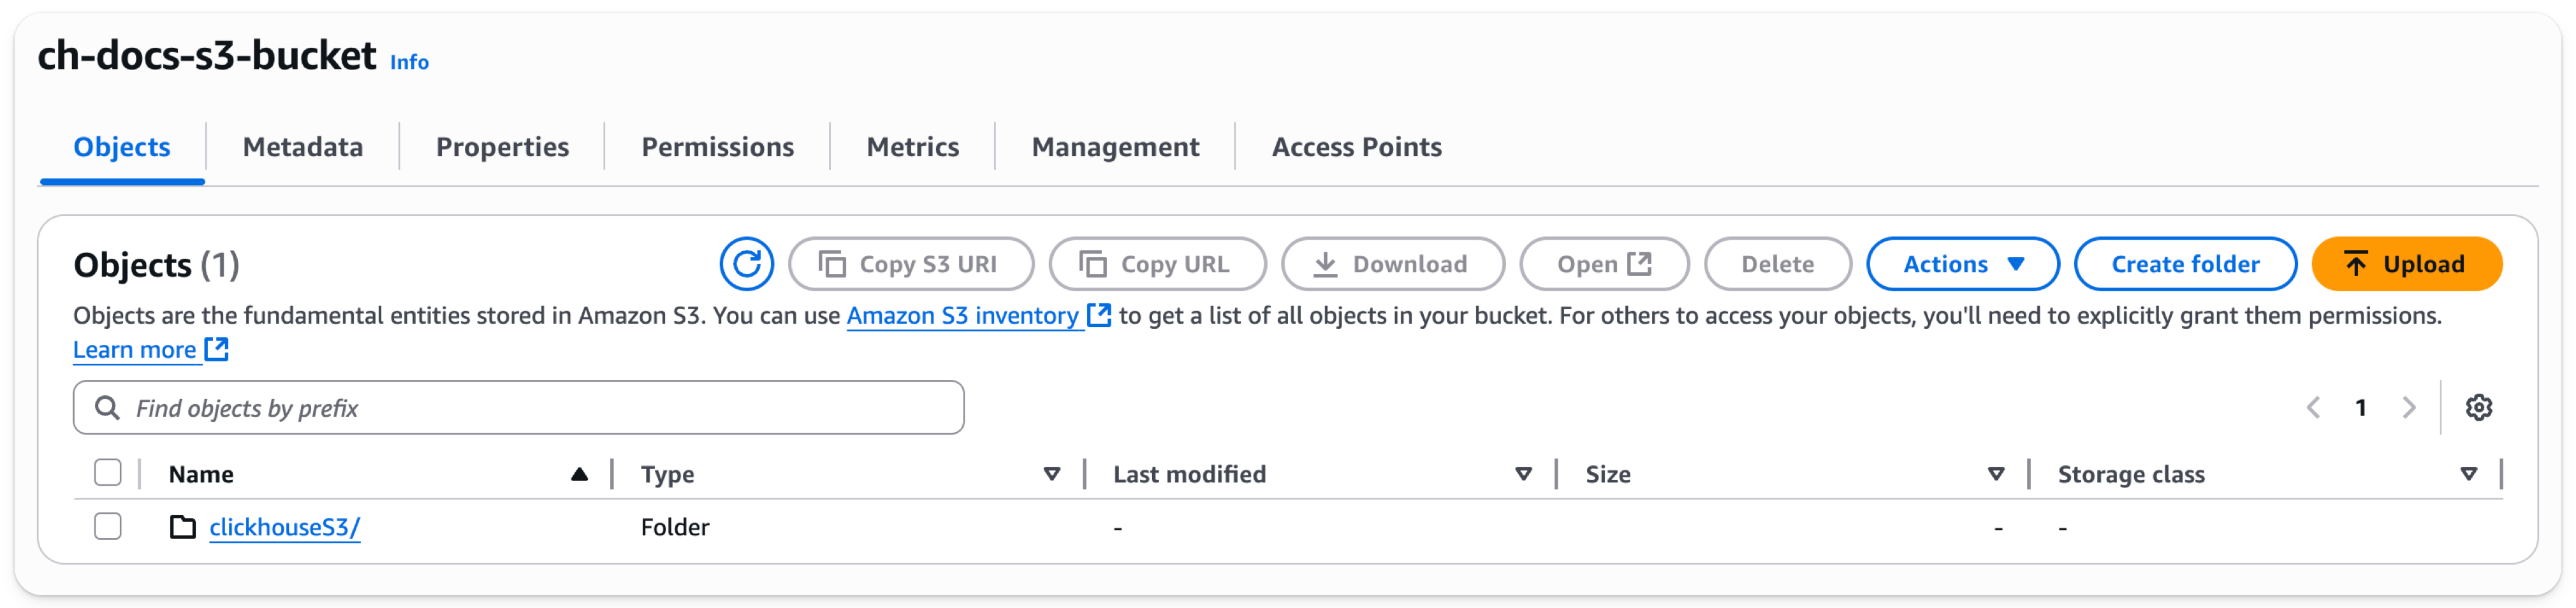 ch-docs-s3-bucket Info
Objects Metadata Properties Permissions Metrics Management Access Points
Objects (1) Copy S3 URI Copy URL Download Open Delete Actions Create folder Upload
Objects are the fundamental entities stored in Amazon S3. You can use Amazon S3 inventory to get a list of all objects in your bucket. For others to access your objects, you'll need to explicitly grant them permissions.
Learn more
Find objects by prefix 1
Name Type Last modified Size Storage class
clickhouseS3/ Folder - - -